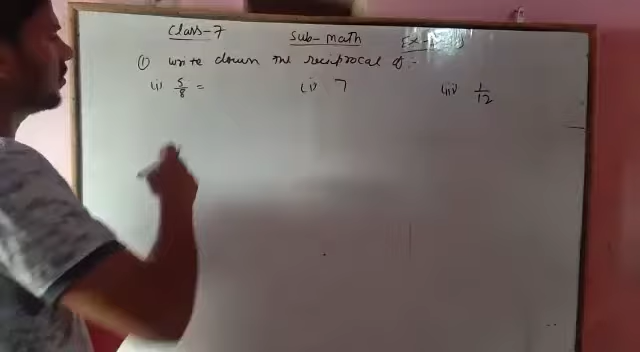 Class-7 Sub-math
(1) write down the reciprocal of:-
(i) 5/8 = (ii) 7 (iii) 1/12